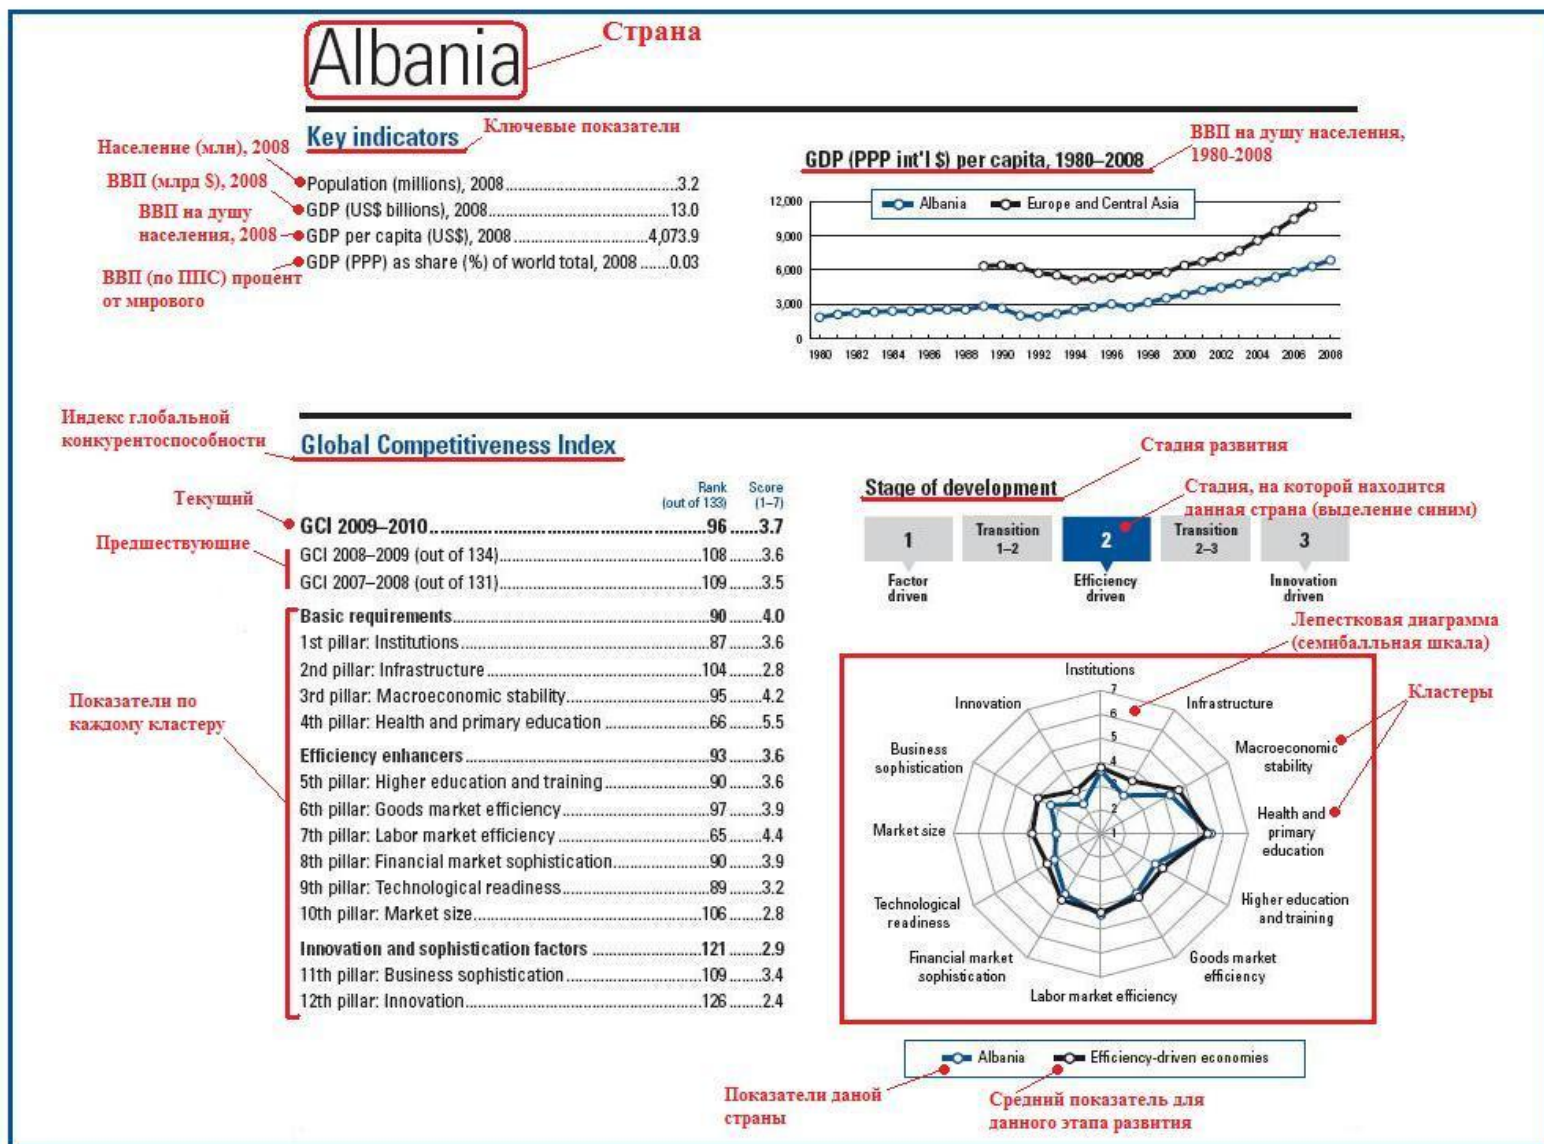 Albania
Страна
Key indicators
Ключевые показатели
Население (млн), 2008
ВВП (млрд $), 2008
ВВП на душу
населения, 2008
ВВП (по ППС) процент
от мирового
Population (millions), 2008..........3.2
GDP (US$ billions), 2008..........13.0
GDP per capita (US$), 2008..........4,073.9
GDP (PPP) as share (%) of world total, 2008.......0.03
GDP (PPP int'l $) per capita, 1980–2008
ВВП на душу населения,
1980-2008
Albania
Europe and Central Asia
12,000
9,000
6,000
3,000
0
1980 1982 1984 1986 1988 1990 1992 1994 1996 1998 2000 2002 2004 2006 2008
Индекс глобальной
конкурентоспособности
Global Competitiveness Index
Текущий
Предшествующие
Показатели по
каждому кластеру
Rank Score
(out of 133) (1–7)
GCI 2009–2010..........96......3.7
GCI 2008–2009 (out of 134)..........108........3.6
GCI 2007–2008 (out of 131)..........109........3.5
Basic requirements..........90........4.0
1st pillar: Institutions..........87........3.6
2nd pillar: Infrastructure..........104........2.8
3rd pillar: Macroeconomic stability..........95........4.2
4th pillar: Health and primary education..........66........5.5
Efficiency enhancers..........93........3.6
5th pillar: Higher education and training..........90........3.6
6th pillar: Goods market efficiency..........97........3.9
7th pillar: Labor market efficiency..........65........4.4
8th pillar: Financial market sophistication..........90........3.9
9th pillar: Technological readiness..........89........3.2
10th pillar: Market size..........106........2.8
Innovation and sophistication factors..........121........2.9
11th pillar: Business sophistication..........109........3.4
12th pillar: Innovation..........126........2.4
Стадия развития
Stage of development
Стадия, на которой находится
данная страна (выделение синим)
1
Transition
1–2
2
Transition
2–3
3
Factor
driven
Efficiency
driven
Innovation
driven
Лепестковая диаграмма
(семибалльная шкала)
Кластеры
Institutions
Infrastructure
Macroeconomic
stability
Health and
primary
education
Higher education
and training
Goods market
efficiency
Labor market efficiency
Financial market
sophistication
Technological
readiness
Market size
Business
sophistication
Innovation
7
6
5
4
3
2
1
Albania
Efficiency-driven economies
Показатели даной
страны
Средний показатель для
данного этапа развития